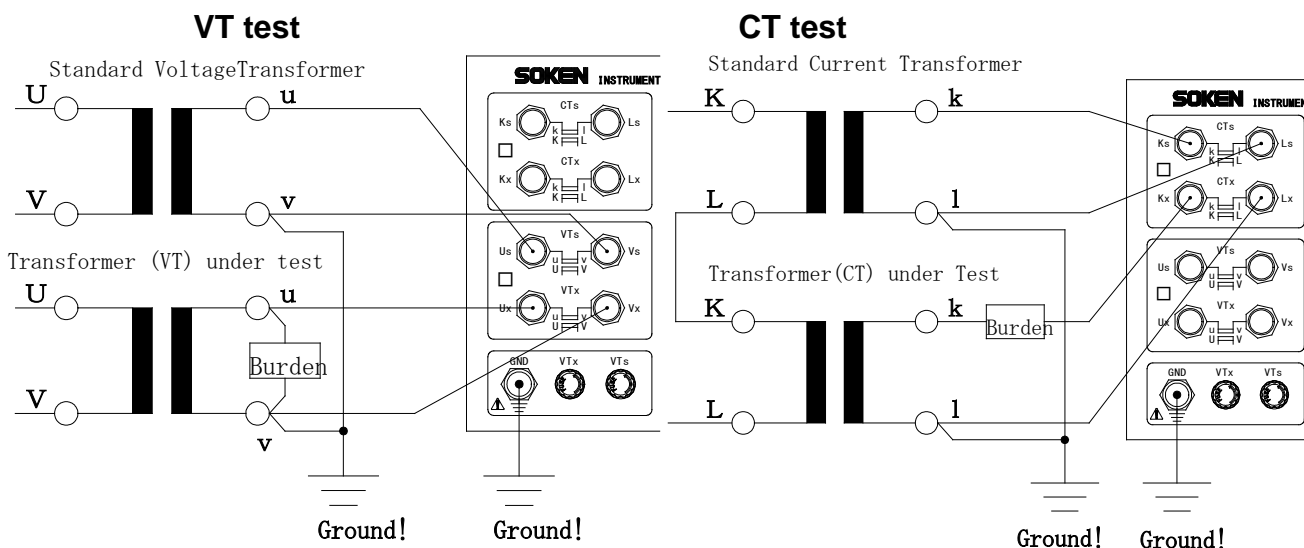 VT test
Standard VoltageTransformer
U
u
V
v
Transformer (VT) under test
U
u
Burden
V
v
SOKEN INSTRUMENT
CTs
Ks k l Ls
K L
CTx
Kx k l Lx
K L
VTs
Us u v Vs
U V
VTx
Ux u v Vx
U V
GND VTx VTs
Ground!
Ground!
CT test
Standard Current Transformer
K
k
L
l
Transformer(CT) under Test
K
k
Burden
L
l
SOKEN INSTRUMEN
CTs
Ks k l Ls
K L
CTx
Kx k l Lx
K L
VTs
Us u v Vs
U V
VTx
Ux u v Vx
U V
GND VTx VTs
Ground!
Ground!